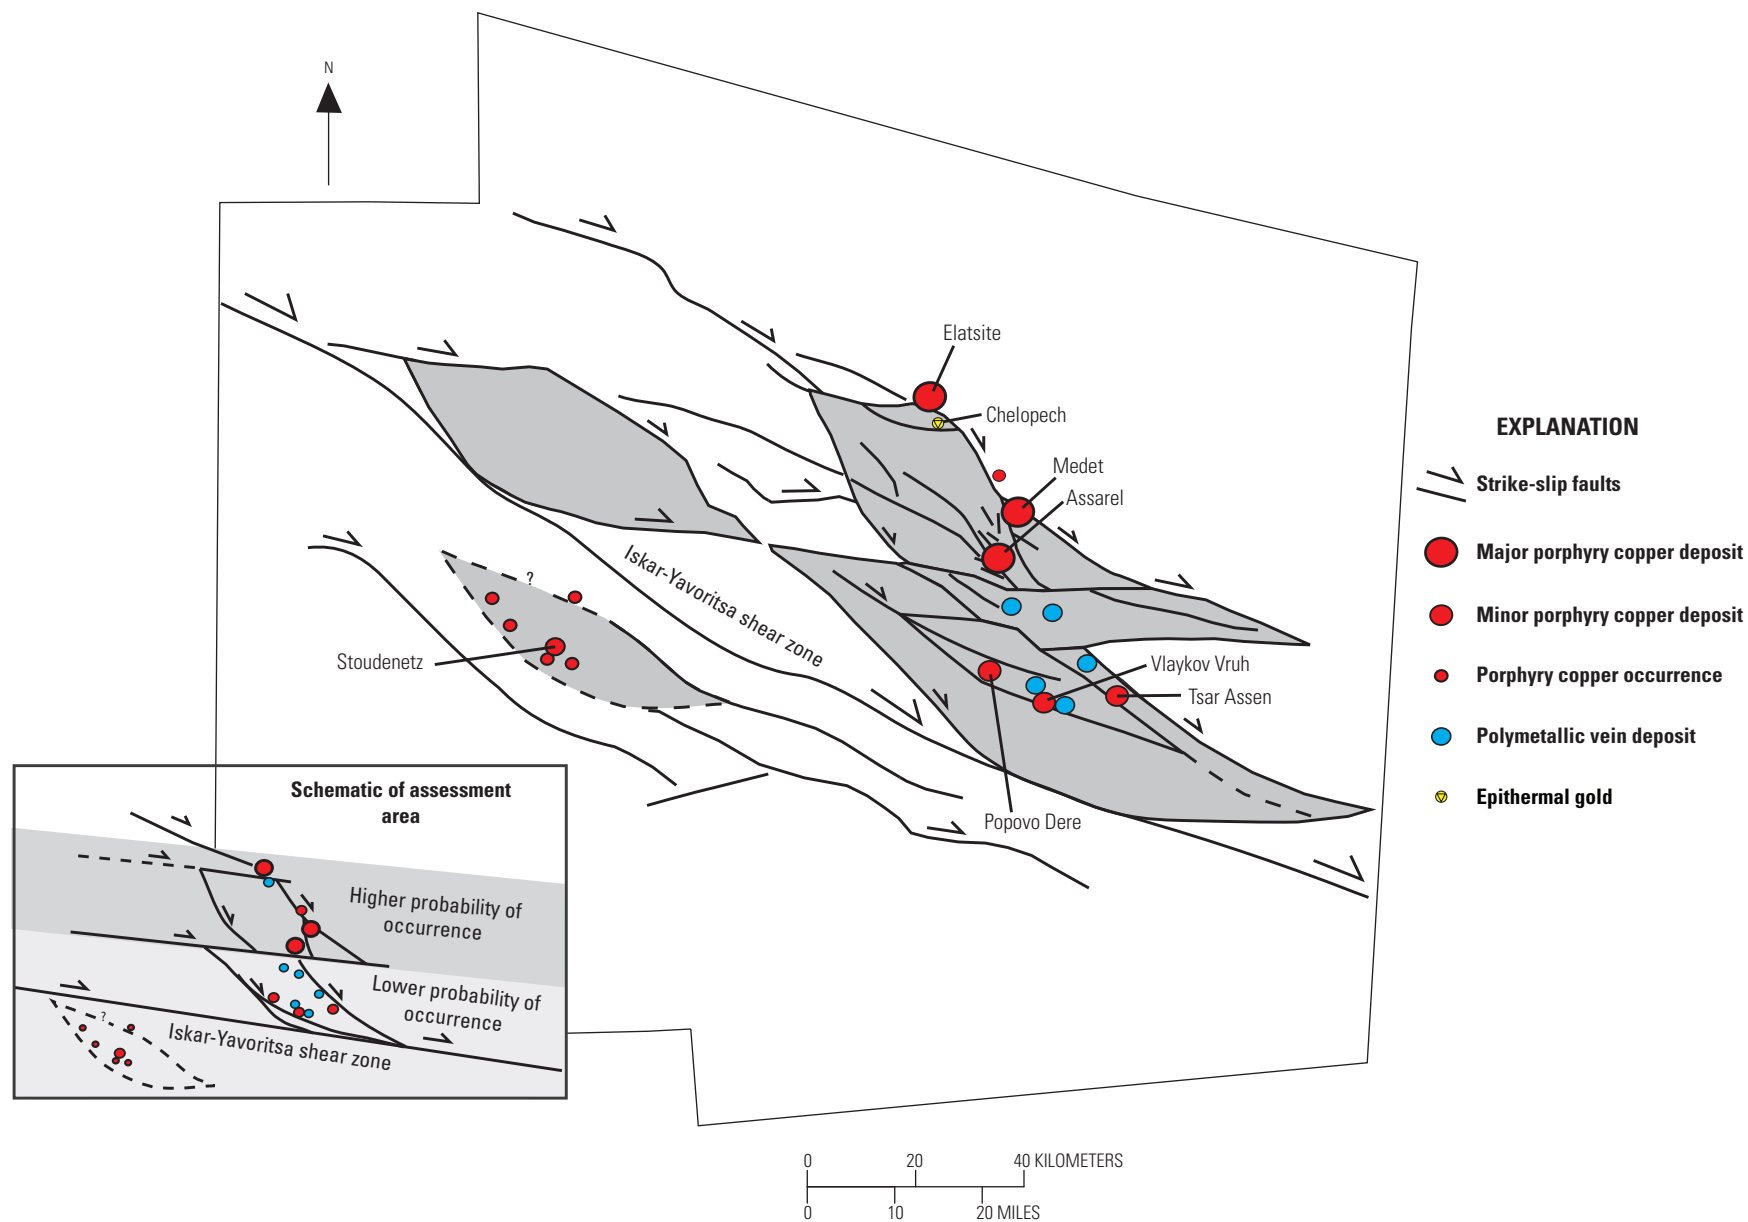 N
Elatsite
Chelopech
Medet
Assarel
EXPLANATION
Strike-slip faults
Major porphyry copper deposit
Minor porphyry copper deposit
Porphyry copper occurrence
Polymetallic vein deposit
Epithermal gold
Iskar-Yavoritsa shear zone
?
Stoudenetz
Vlaykov Vruh
Tsar Assen
Popovo Dere
Schematic of assessment
area
Higher probability of
occurrence
Lower probability of
occurrence
?
Iskar-Yavoritsa shear zone
0 20 40 KILOMETERS
0 10 20 MILES